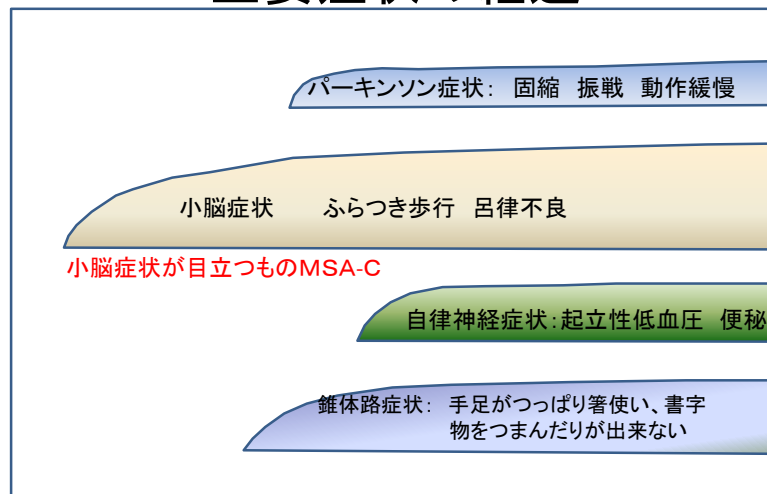 パーキンソン症状： 固縮 振戦 動作緩慢
小脳症状 ふらつき歩行 呂律不良
小脳症状が目立つものMSA-C
自律神経症状：起立性低血圧 便秘
錐体路症状： 手足がつっぱり箸使い、書字
物をつまんだりが出来ない